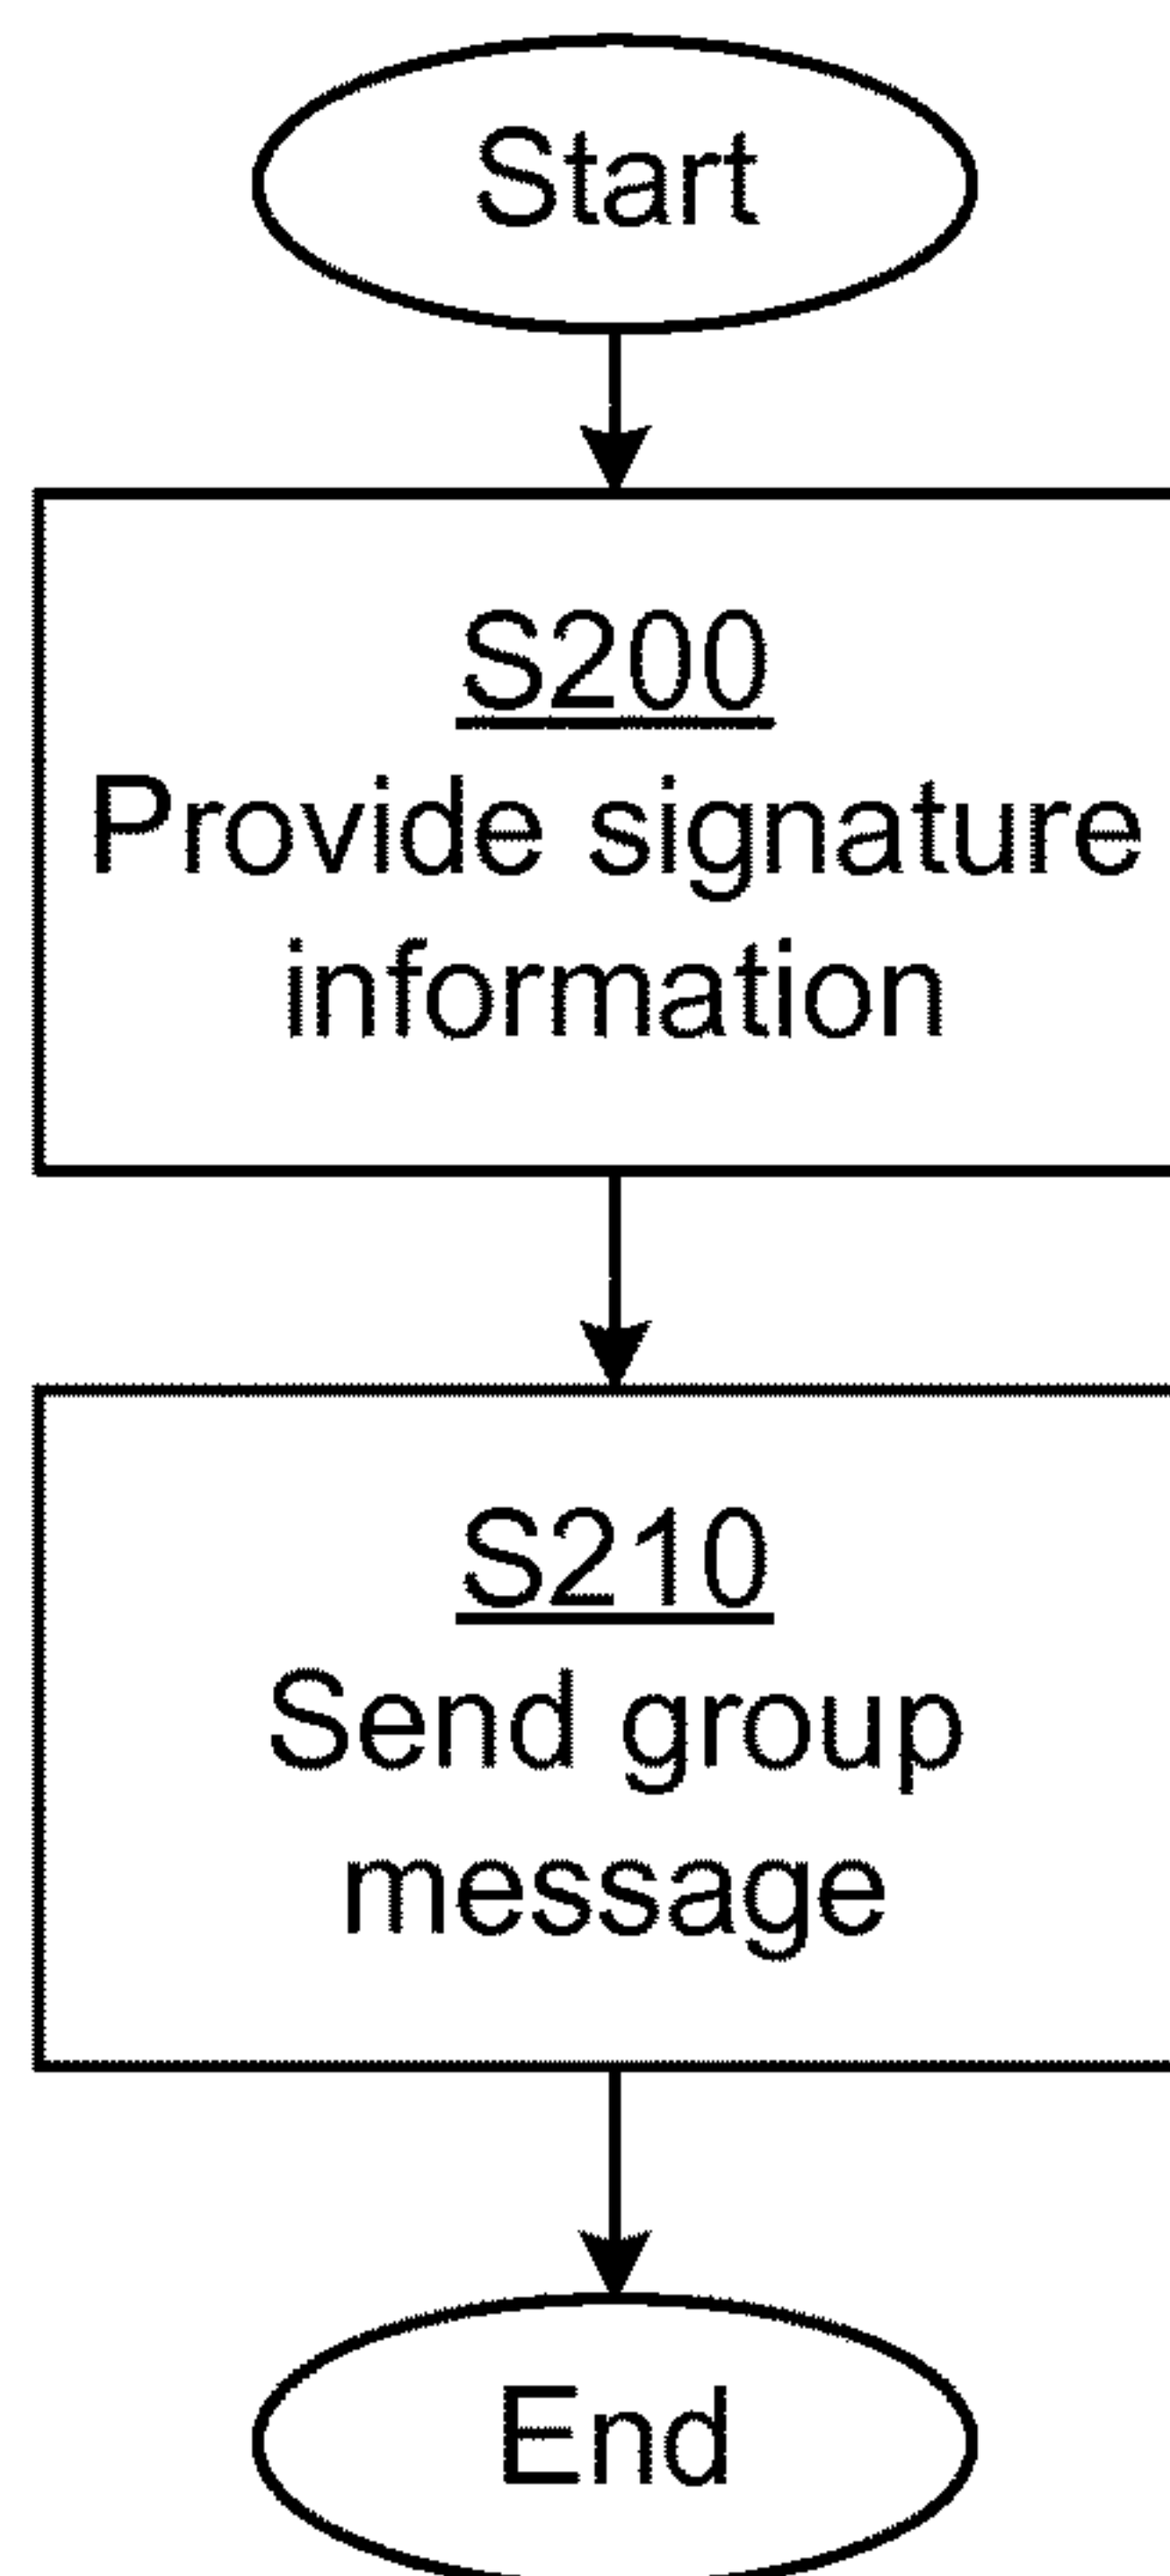 Start
S200
Provide signature
information
S210
Send group
message
End